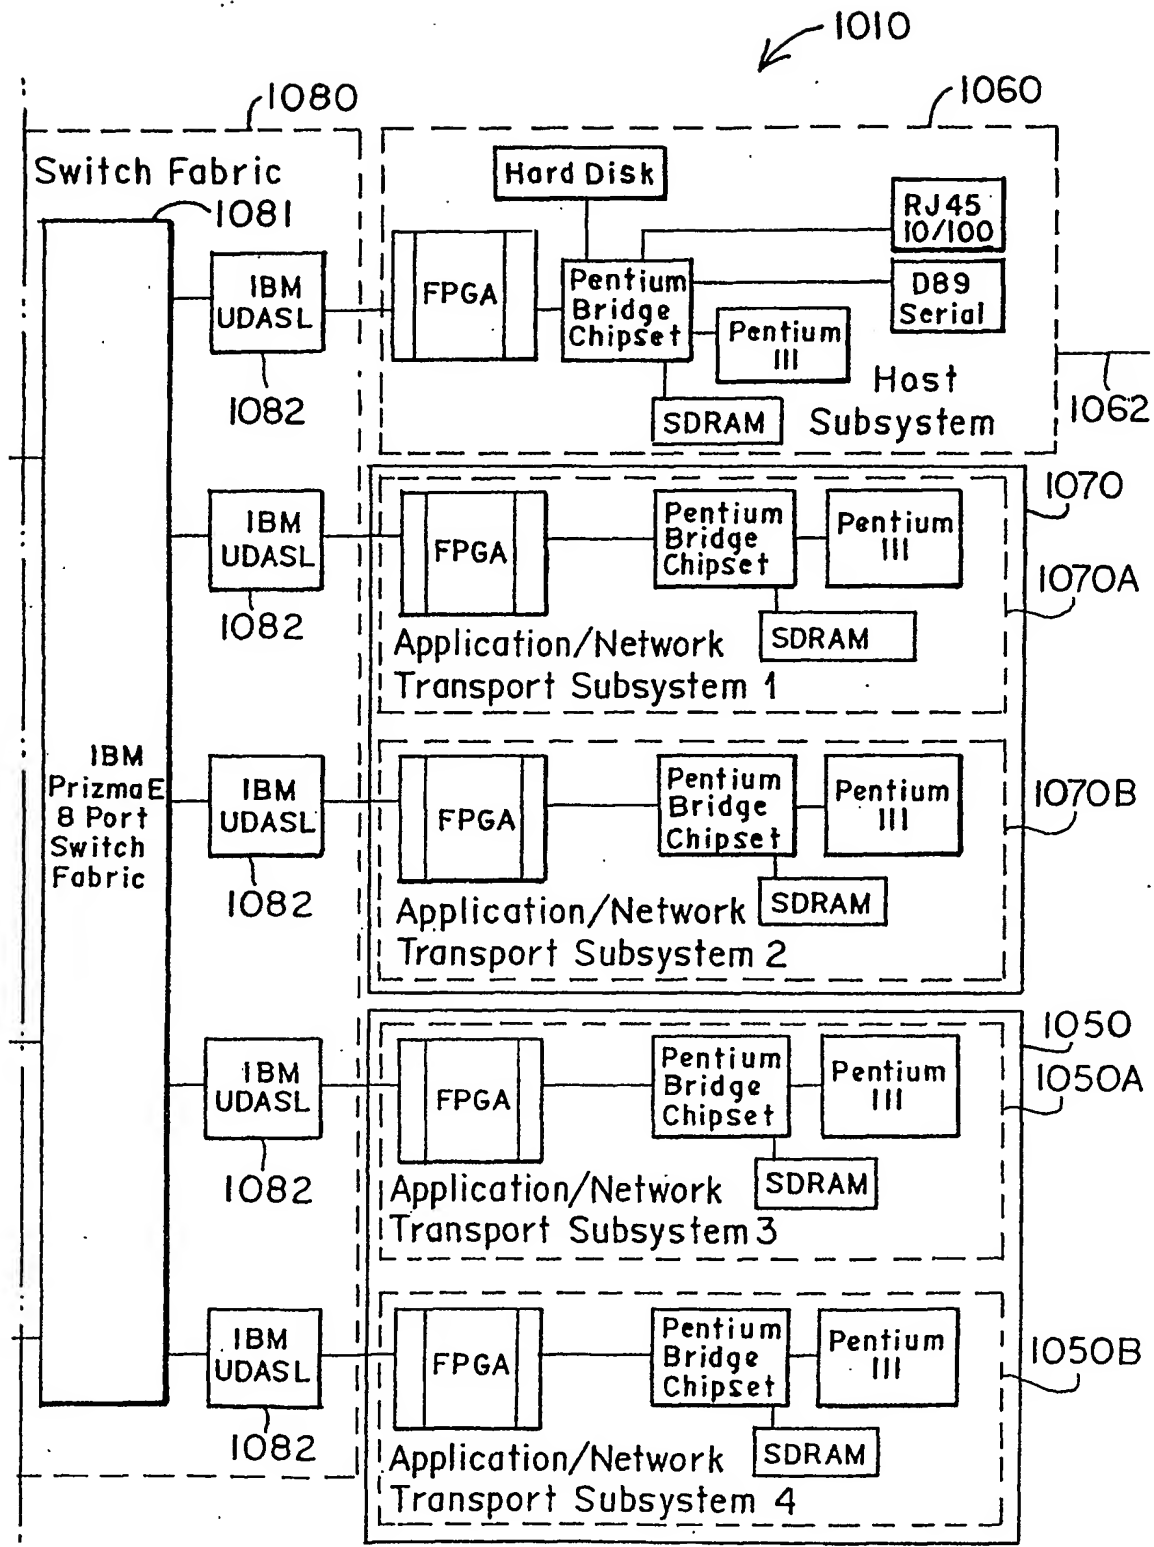 1010
1080
1060
Switch Fabric
1081
Hard Disk
RJ45
10/100
IBM
UDASL
1082
FPGA
Pentium
Bridge
Chipset
D89
Serial
Pentium
III
SDRAM
Host
Subsystem
1062
IBM
UDASL
1082
FPGA
Pentium
Bridge
Chipset
Pentium
III
SDRAM
1070
1070A
Application/Network
Transport Subsystem 1
IBM
PrizmaE
8 Port
Switch
Fabric
IBM
UDASL
1082
FPGA
Pentium
Bridge
Chipset
Pentium
III
SDRAM
1070B
Application/Network
Transport Subsystem 2
IBM
UDASL
1082
FPGA
Pentium
Bridge
Chipset
Pentium
III
SDRAM
1050
1050A
Application/Network
Transport Subsystem 3
IBM
UDASL
1082
FPGA
Pentium
Bridge
Chipset
Pentium
III
SDRAM
1050B
Application/Network
Transport Subsystem 4